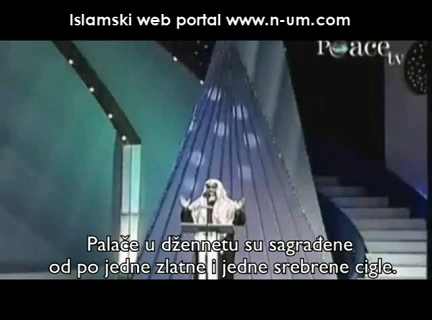 Islamski web portal www.n-um.com
Peace tv
Palače u džennetu su sagrađene
od po jedne zlatne i jedne srebrene cigle.